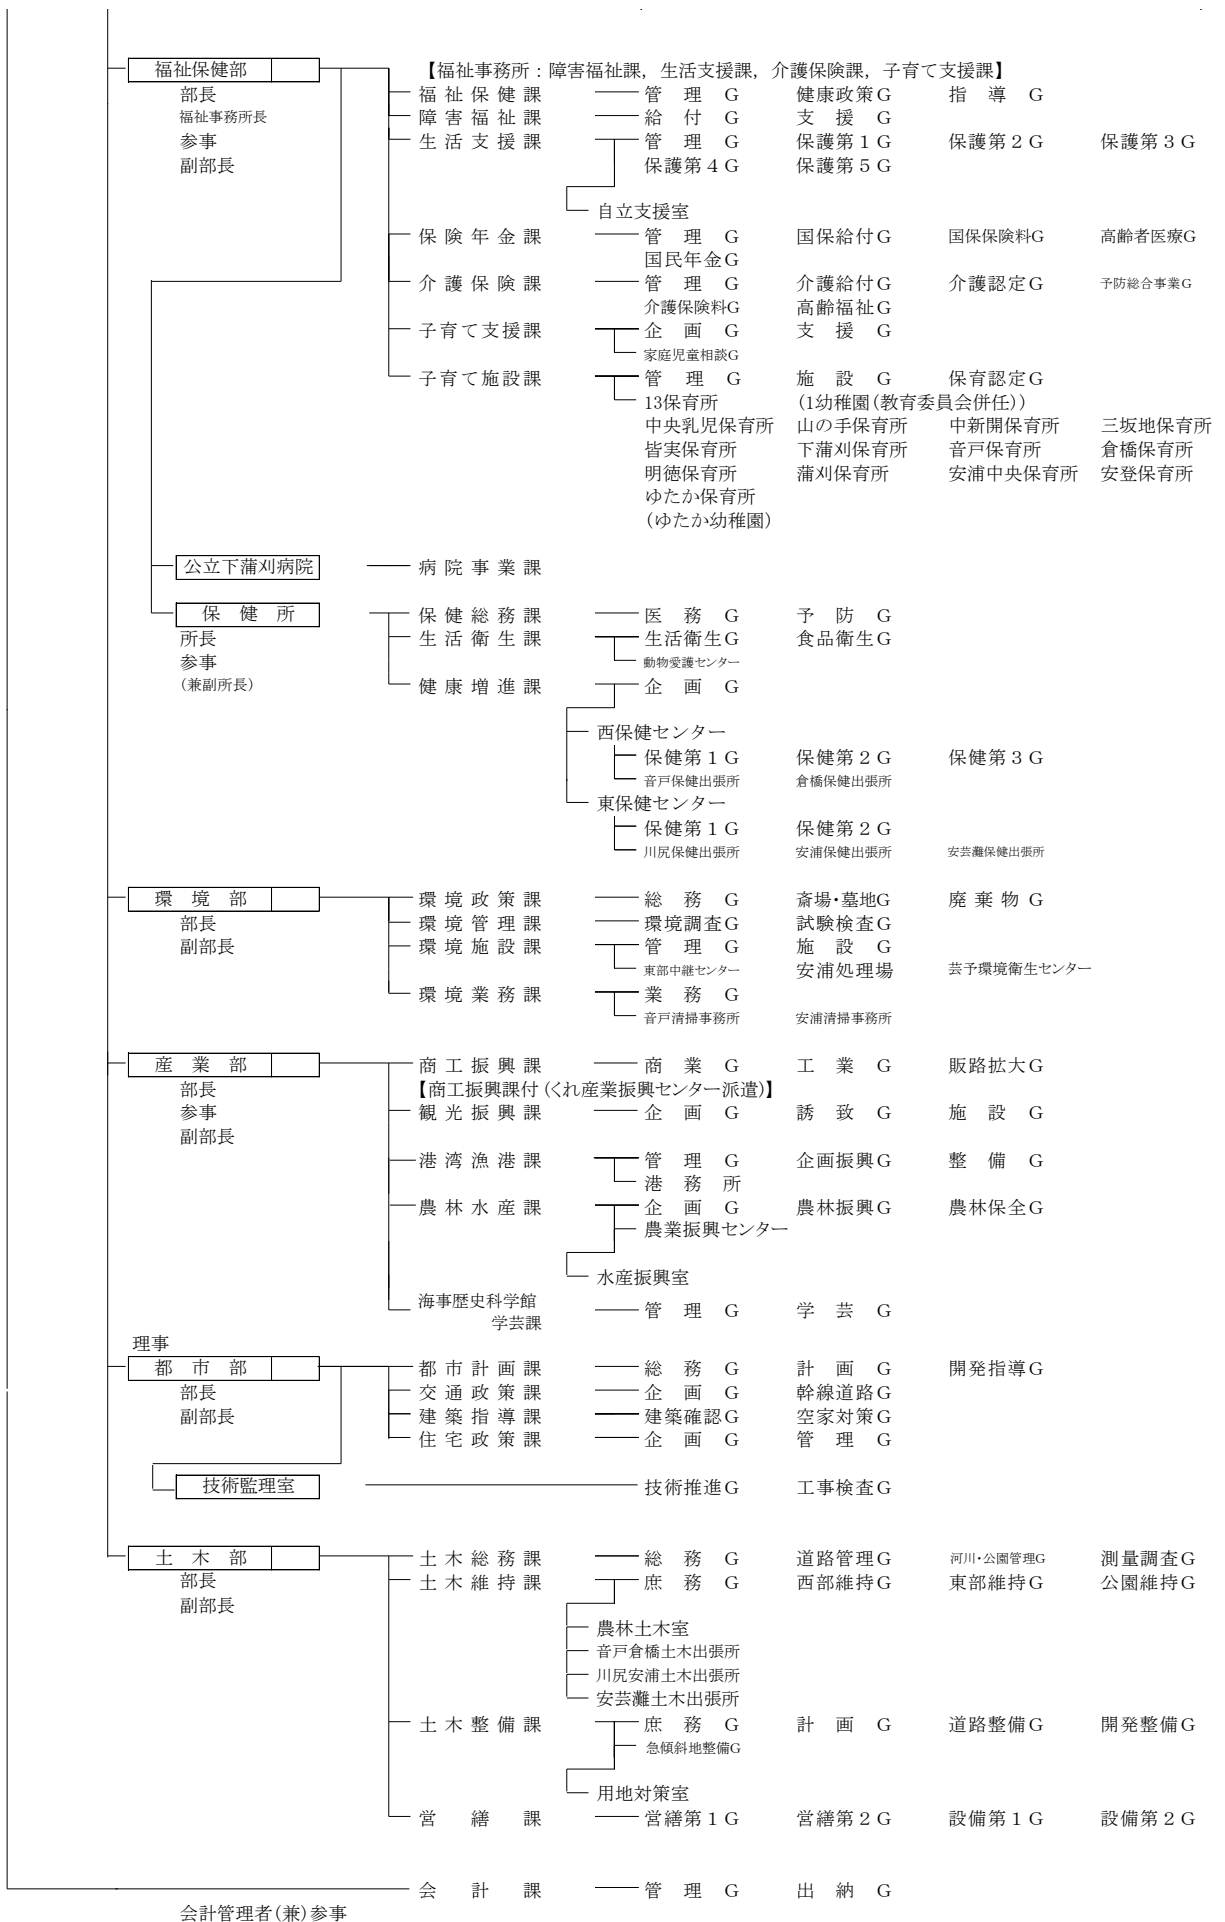 【福祉事務所：障害福祉課，生活支援課，介護保険課，子育て支援課】
福祉保健部
部長 福祉保健課 管理G 健康政策G 指導G
福祉事務所長 障害福祉課 給付G 支援G
参事 生活支援課 管理G 保護第１G 保護第２G 保護第３G
副部長 保護第４G 保護第５G
自立支援室
保険年金課 管理G 国保給付G 国保保険料G 高齢者医療G
国民年金G
介護保険課 管理G 介護給付G 介護認定G 予防総合事業G
介護保険料G 高齢福祉G
子育て支援課 企画G 支援G
家庭児童相談G
子育て施設課 管理G 施設G 保育認定G
13保育所 (1幼稚園(教育委員会併任))
中央乳児保育所 山の手保育所 中新開保育所 三坂地保育所
皆実保育所 下蒲刈保育所 音戸保育所 倉橋保育所
明徳保育所 蒲刈保育所 安浦中央保育所 安登保育所
ゆたか保育所
(ゆたか幼稚園)
公立下蒲刈病院 病院事業課
保健所 保健総務課 医務G 予防G
所長 生活衛生課 生活衛生G 食品衛生G
参事 動物愛護センター
(兼副所長) 健康増進課 企画G
西保健センター
保健第１G 保健第２G 保健第３G
音戸保健出張所 倉橋保健出張所
東保健センター
保健第１G 保健第２G
川尻保健出張所 安浦保健出張所 安芸灘保健出張所
環境部 環境政策課 総務G 斎場・墓地G 廃棄物G
部長 環境管理課 環境調査G 試験検査G
副部長 環境施設課 管理G 施設G
東部中継センター 安浦処理場 芸予環境衛生センター
環境業務課 業務G
音戸清掃事務所 安浦清掃事務所
産業部 商工振興課 商業G 工業G 販路拡大G
部長 【商工振興課付(くれ産業振興センター派遣)】
参事 観光振興課 企画G 誘致G 施設G
副部長
港湾漁港課 管理G 企画振興G 整備G
港務所
農林水産課 企画G 農林振興G 農林保全G
農業振興センター
水産振興室
海事歴史科学館
学芸課 管理G 学芸G
理事
都市部 都市計画課 総務G 計画G 開発指導G
部長 交通政策課 企画G 幹線道路G
副部長 建築指導課 建築確認G 空家対策G
住宅政策課 企画G 管理G
技術監理室 技術推進G 工事検査G
土木部 土木総務課 総務G 道路管理G 河川・公園管理G 測量調査G
部長 土木維持課 庶務G 西部維持G 東部維持G 公園維持G
副部長
農林土木室
音戸倉橋土木出張所
川尻安浦土木出張所
安芸灘土木出張所
土木整備課 庶務G 計画G 道路整備G 開発整備G
急傾斜地整備G
用地対策室
営繕課 営繕第１G 営繕第２G 設備第１G 設備第２G
会計課 管理G 出納G
会計管理者(兼)参事